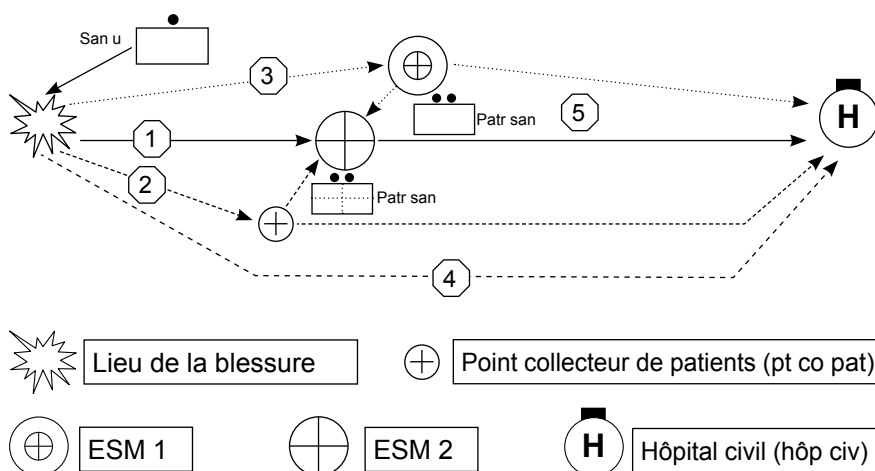 San u
3
5
Patr san
H
1
2
Patr san
4
Lieu de la blessure
Point collecteur de patients (pt co pat)
ESM 1
ESM 2
H
Hôpital civil (hôp civ)